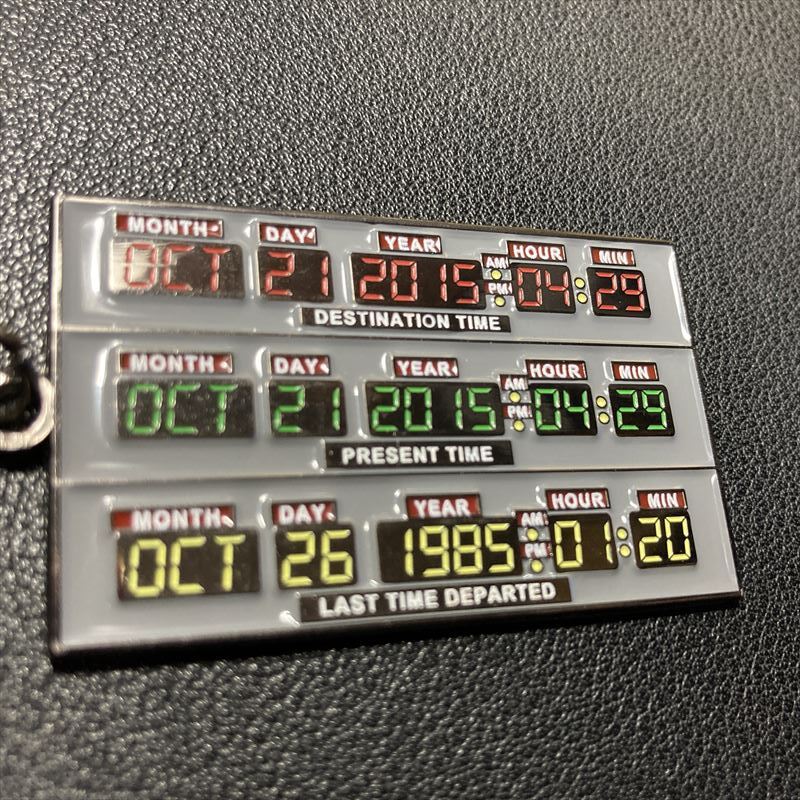 MONTH DAY YEAR AM HOUR MIN
OCT 21 2015 PM 04:29
DESTINATION TIME
MONTH DAY YEAR AM HOUR MIN
OCT 21 2015 PM 04:29
PRESENT TIME
MONTH DAY YEAR AM HOUR MIN
OCT 26 1985 PM 01:20
LAST TIME DEPARTED